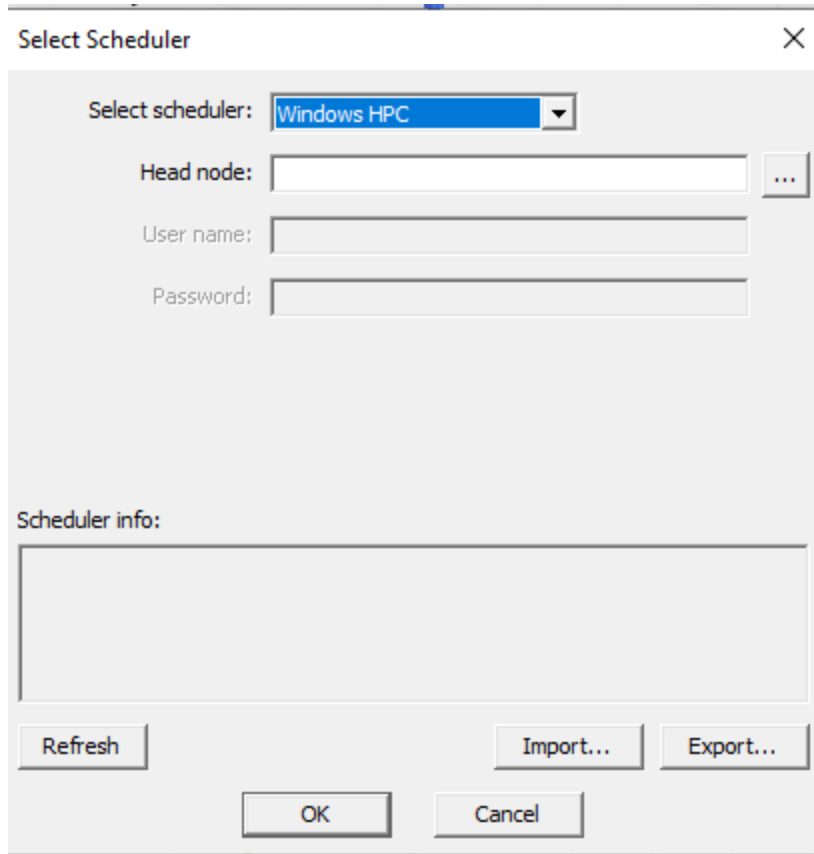 Select Scheduler
Select scheduler: Windows HPC
Head node: ...
User name:
Password:
Scheduler info:
Refresh Import... Export...
OK Cancel